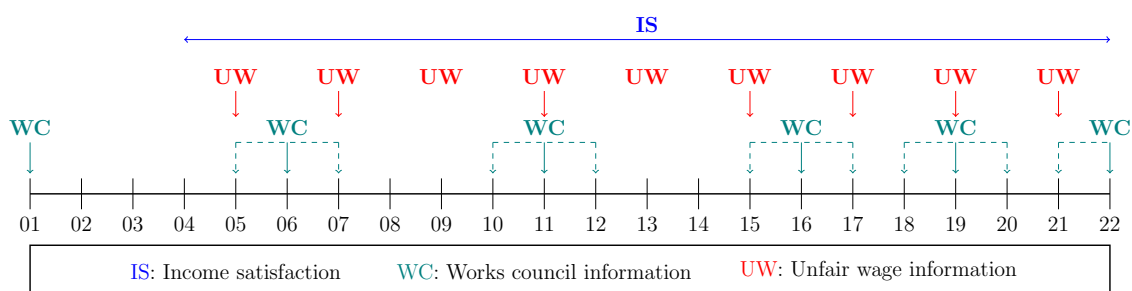 IS
UW UW UW UW UW UW UW UW UW
WC WC WC WC WC WC
01 02 03 04 05 06 07 08 09 10 11 12 13 14 15 16 17 18 19 20 21 22
IS: Income satisfaction WC: Works council information UW: Unfair wage information